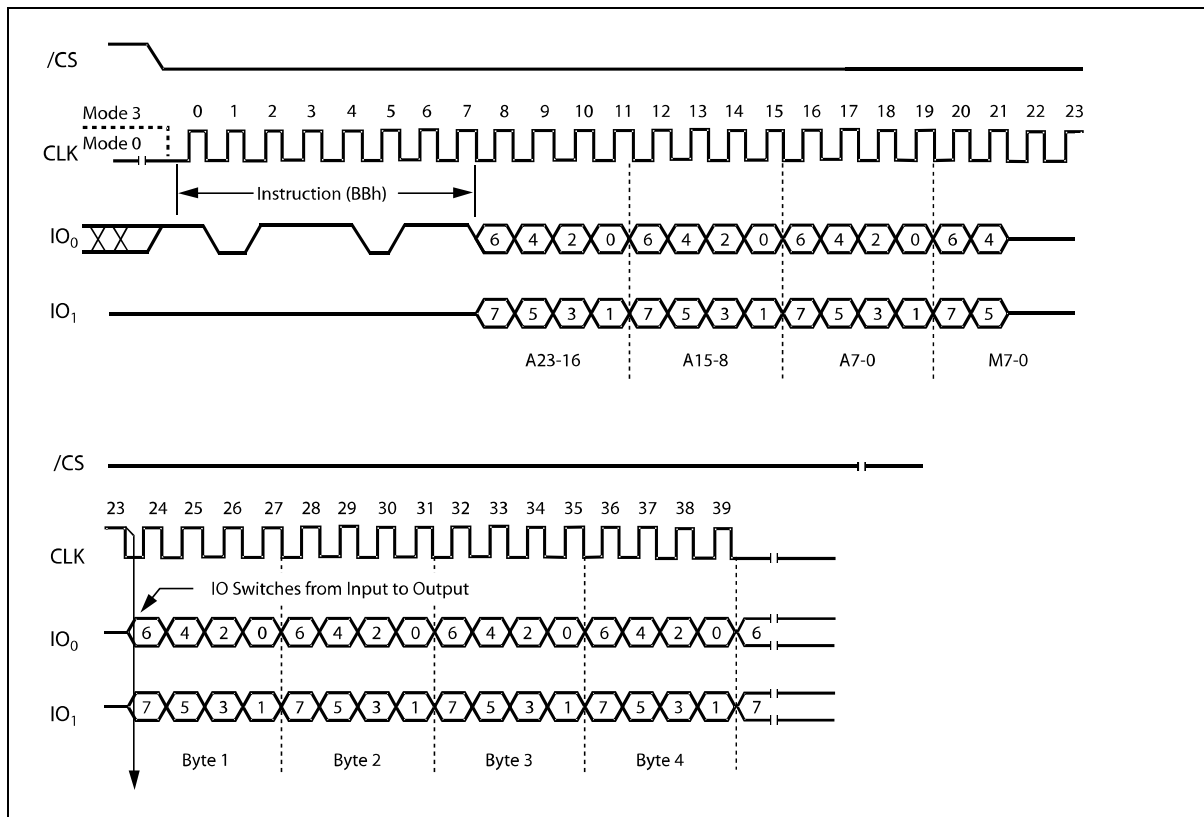 /CS
Mode 3
0 1 2 3 4 5 6 7 8 9 10 11 12 13 14 15 16 17 18 19 20 21 22 23
Mode 0
CLK
Instruction (BBh)
IO0 6 4 2 0 6 4 2 0 6 4 2 0 6 4
IO1 7 5 3 1 7 5 3 1 7 5 3 1 7 5
A23-16 A15-8 A7-0 M7-0
/CS
23 24 25 26 27 28 29 30 31 32 33 34 35 36 37 38 39
CLK
IO Switches from Input to Output
IO0 6 4 2 0 6 4 2 0 6 4 2 0 6 4 2 0 6
IO1 7 5 3 1 7 5 3 1 7 5 3 1 7 5 3 1 7
Byte 1 Byte 2 Byte 3 Byte 4